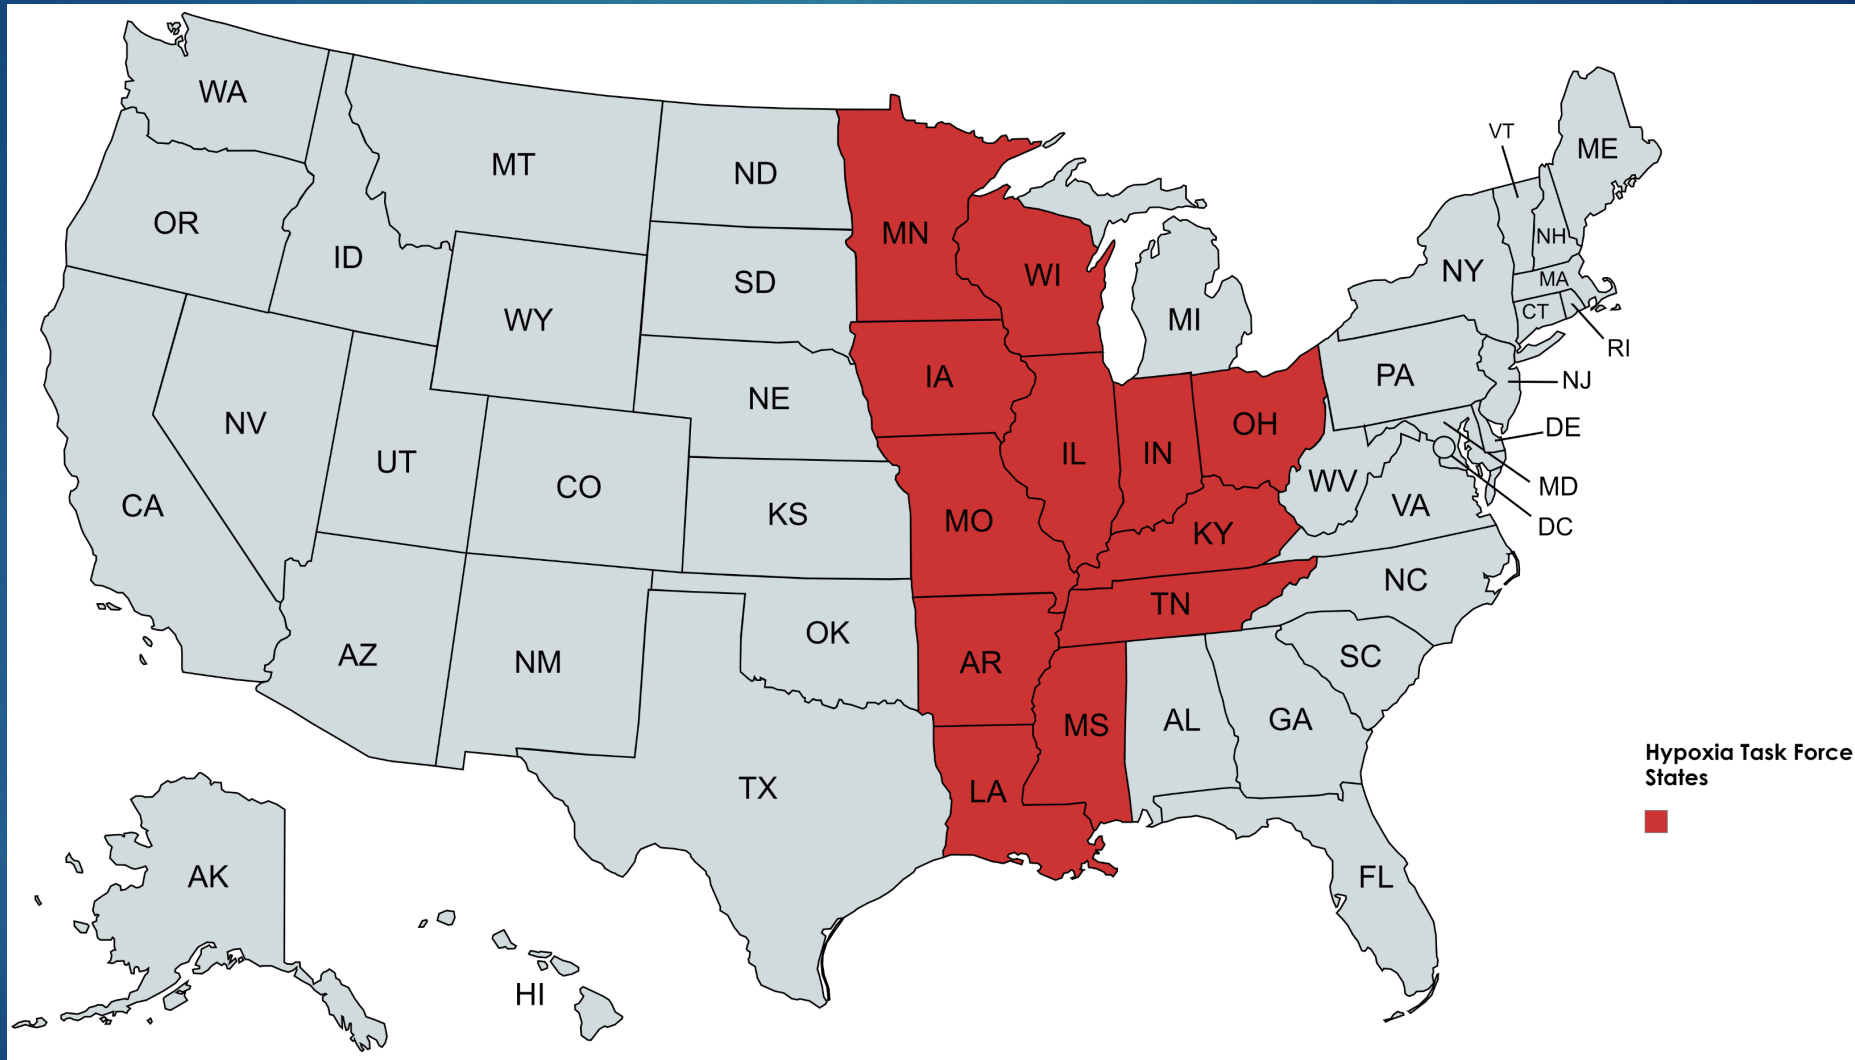 WA
MT
ND
MN
VT
ME
OR
ID
SD
WI
NH
NY
MA
WY
MI
CT
RI
IA
PA
NJ
NE
NV
OH
DE
UT
IL
IN
WV
MD
CO
CA
KS
MO
KY
VA
DC
NC
TN
OK
AZ
NM
AR
SC
MS
AL
GA
TX
LA
Hypoxia Task Force
States
AK
FL
HI